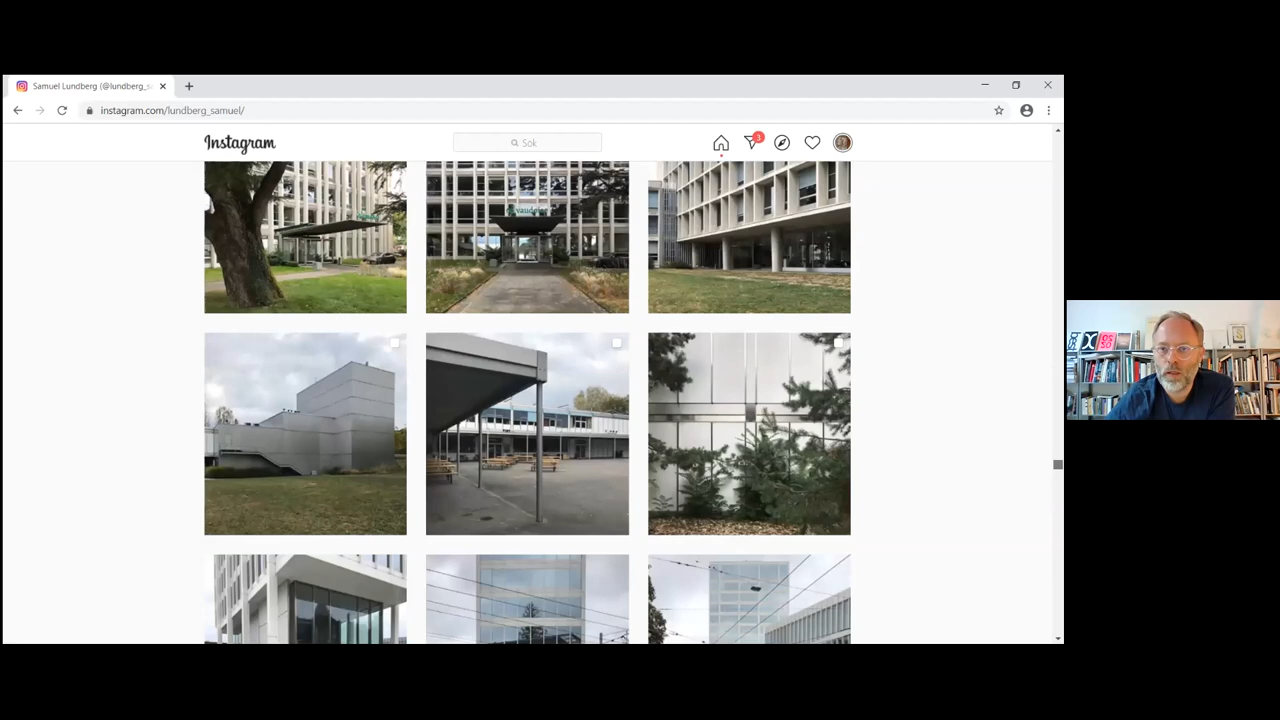 Samuel Lundberg (@lundberg_s
instagram.com/lundberg_samuel/
Instagram
Sök
3